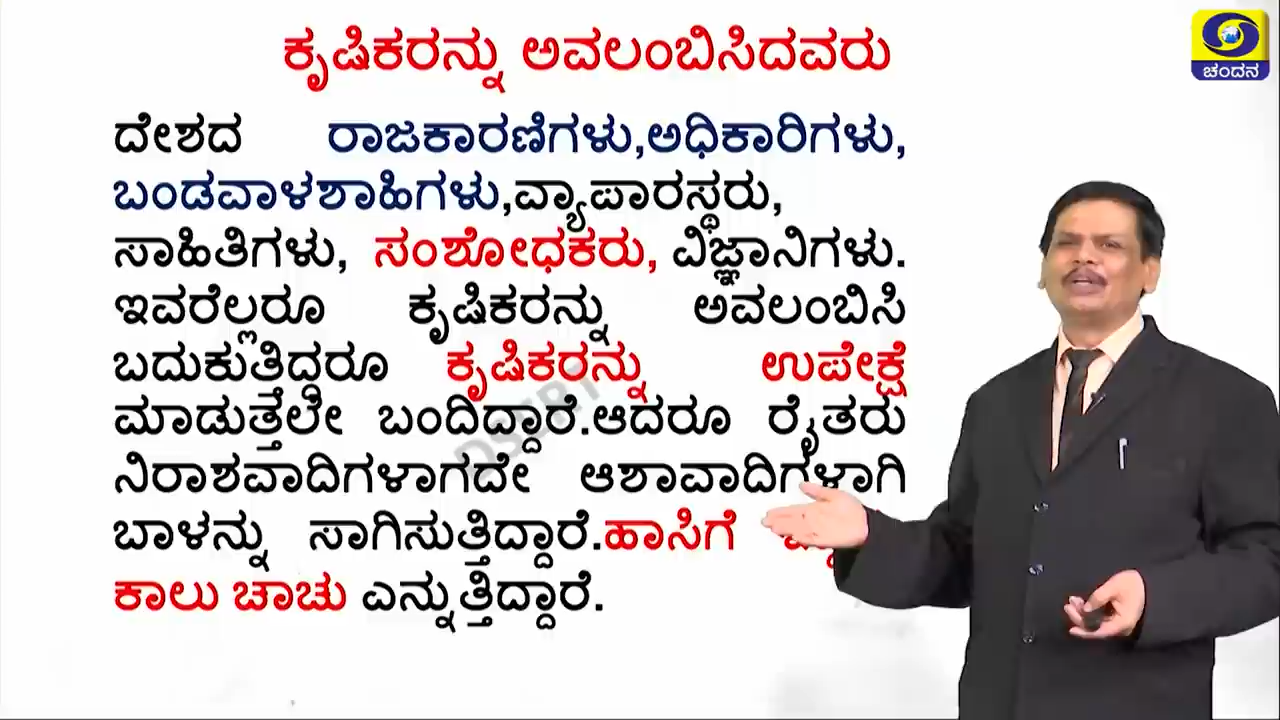 ಕೃಷಿಕರನ್ನು ಅವಲಂಬಿಸಿದವರು
ಚಂದನ
ದೇಶದ ರಾಜಕಾರಣಿಗಳು,ಅಧಿಕಾರಿಗಳು,
ಬಂಡವಾಳಶಾಹಿಗಳು,ವ್ಯಾಪಾರಸ್ಥರು,
ಸಾಹಿತಿಗಳು, ಸಂಶೋಧಕರು, ವಿಜ್ಞಾನಿಗಳು.
ಇವರೆಲ್ಲರೂ ಕೃಷಿಕರನ್ನು ಅವಲಂಬಿಸಿ
ಬದುಕುತ್ತಿದ್ದರೂ ಕೃಷಿಕರನ್ನು ಉಪೇಕ್ಷೆ
ಮಾಡುತ್ತಲೇ ಬಂದಿದ್ದಾರೆ.ಆದರೂ ರೈತರು
ನಿರಾಶವಾದಿಗಳಾಗದೇ ಆಶಾವಾದಿಗಳಾಗಿ
ಬಾಳನ್ನು ಸಾಗಿಸುತ್ತಿದ್ದಾರೆ.ಹಾಸಿಗೆ
ಕಾಲು ಚಾಚು ಎನ್ನುತ್ತಿದ್ದಾರೆ.
DSERT